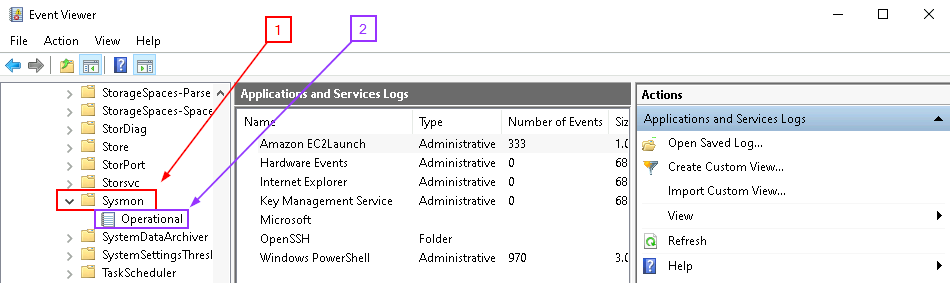 Event Viewer
1
2
File Action View Help
StorageSpaces-Parse
StorageSpaces-Space
StorDiag
Store
StorPort
Storsvc
Sysmon
Operational
SystemDataArchiver
SystemSettingsThresl
TaskScheduler
Applications and Services Logs
Name Type Number of Events Siz
Amazon EC2Launch Administrative 333 1.0
Hardware Events Administrative 0 68
Internet Explorer Administrative 0 68
Key Management Service Administrative 0 68
Microsoft
OpenSSH Folder
Windows PowerShell Administrative 970 3.0
Actions
Applications and Services Logs
Open Saved Log...
Create Custom View...
Import Custom View...
View
Refresh
Help